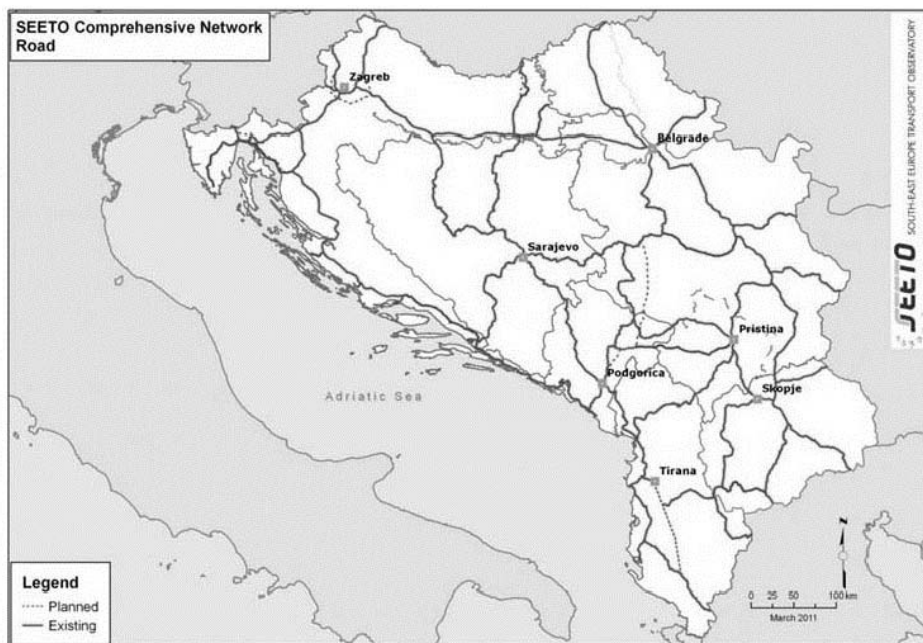 SEETO Comprehensive Network
Road
Zagreb
Belgrade
Sarajevo
Pristina
Podgorica
Skopje
Adriatic Sea
Tirana
Legend
Planned
Existing
0 25 50 100 km
March 2011
SEETO SOUTH-EAST EUROPE TRANSPORT OBSERVATORY